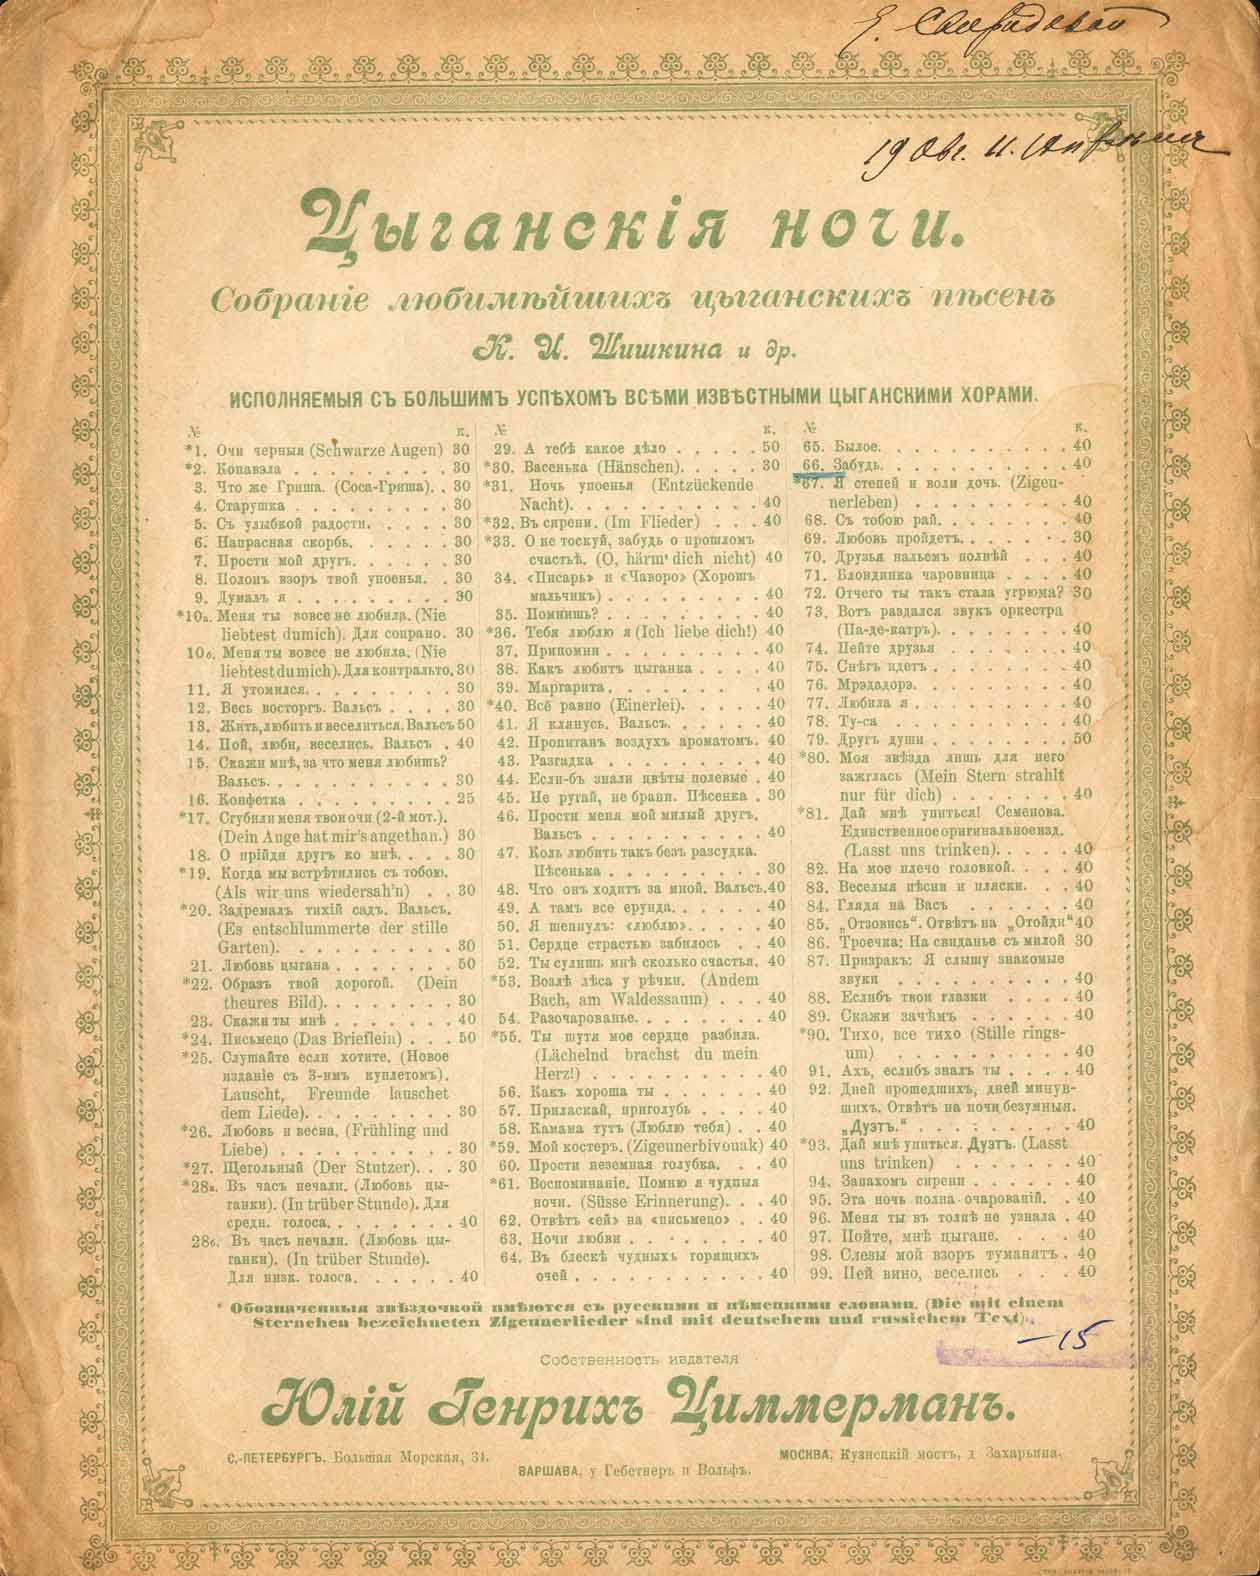 Цыганскія ночи.
Собраніе любимѣйшихъ цыганскихъ пѣсенъ
К. И. Шишкина и др.
ИСПОЛНЯЕМЫЯ СЪ БОЛЬШИМЪ УСПѢХОМЪ ВСѢМИ ИЗВѢСТНЫМИ ЦЫГАНСКИМИ ХОРАМИ.
№ к.
*1. Очи черныя (Schwarze Augen) 30
*2. Конавэла . . . . . . . . . 30
3. Что же Гриша. (Соса-Гриша). . 30
4. Старушка . . . . . . . . . 30
5. Съ улыбкой радости. . . . . . 30
6. Напрасная скорбь. . . . . . . 30
7. Прости мой другъ. . . . . . . 30
8. Полонъ взоръ твой упоенья. . 30
9. Думалъ я . . . . . . . . . 30
*10а. Меня ты вовсе не любила. (Nie
liebtest du mich). Для сопрано. 30
10б. Меня ты вовсе не любила. (Nie
liebtest du mich). Для контральто. 30
11. Я утомился. . . . . . . . . 30
12. Весь восторгъ. Вальсъ . . . . 30
13. Жить, любить и веселиться. Вальсъ 50
14. Пой, люби, веселись. Вальсъ . 40
15. Скажи мнѣ, за что меня любишь?
Вальсъ. . . . . . . . . . . 30
16. Конфетка . . . . . . . . . 25
*17. Сгубили меня твои очи (2-й мот.).
(Dein Auge hat mir's angethan.) 30
18. О прійди другъ ко мнѣ. . . . 30
*19. Когда мы встрѣтились съ тобою.
(Als wir uns wiedersah'n) . . 30
*20. Задремалъ тихій садъ. Вальсъ.
(Es entschlummerte der stille
Garten). . . . . . . . . . 30
21. Любовь цыгана . . . . . . . 50
*22. Образъ твой дорогой. (Dein
theures Bild). . . . . . . . 30
23. Скажи ты мнѣ . . . . . . . 40
*24. Письмецо (Das Brieflein) . . . 50
*25. Слушайте если хотите. (Новое
изданіе съ 3-имъ куплетомъ).
Lauscht, Freunde lauschet
dem Liede). . . . . . . . . 30
*26. Любовь и весна. (Frühling und
Liebe) . . . . . . . . . . 30
*27. Щегольный (Der Stutzer). . . 30
*28а. Въ часъ печали. (Любовь цы-
ганки). (In trüber Stunde). Для
средн. голоса. . . . . . . . 40
28б. Въ часъ печали. (Любовь цы-
ганки). (In trüber Stunde).
Для низк. голоса. . . . . . 40
№ к.
29. А тебѣ какое дѣло . . . . . 50
*30. Васенька (Hänschen). . . . . 30
*31. Ночь упоенья (Entzückende
Nacht). . . . . . . . . . . 40
*32. Въ сирени. (Im Flieder) . . . 40
*33. О не тоскуй, забудь о прошломъ
счастьѣ. (O, härm' dich nicht) 40
34. «Писарь» и «Чаворо» (Хорошъ
мальчикъ) . . . . . . . . . 40
35. Помнишь? . . . . . . . . . 40
*36. Тебя люблю я (Ich liebe dich!) 40
37. Припомни . . . . . . . . . 40
38. Какъ любитъ цыганка . . . . 40
39. Маргарита. . . . . . . . . 40
*40. Всё равно (Einerlei). . . . . 40
41. Я клянусь. Вальсъ. . . . . . 40
42. Пропитанъ воздухъ ароматомъ. 40
43. Разгадка . . . . . . . . . 40
44. Если-бъ знали цвѣты полевые . 40
45. Не ругай, не брани. Пѣсенка . 30
46. Прости меня мой милый другъ.
Вальсъ . . . . . . . . . . 40
47. Коль любить такъ безъ разсудка.
Пѣсенька . . . . . . . . . 30
48. Что онъ ходитъ за мной. Вальсъ. 40
49. А тамъ все ерунда. . . . . . 40
50. Я шепнулъ: «люблю». . . . . 40
51. Сердце страстью забилось . . 40
52. Ты сулишь мнѣ сколько счастья. 40
*53. Возлѣ лѣса у рѣчки. (An dem
Bach, am Waldessaum) . . . 40
54. Разочарованье. . . . . . . . 40
*55. Ты шутя мое сердце разбила.
(Lächelnd brachst du mein
Herz!) . . . . . . . . . . 40
56. Какъ хороша ты . . . . . . 40
57. Приласкай, приголубь . . . . 40
58. Камама тутъ (Люблю тебя) . . 40
*59. Мой костеръ. (Zigeunerbivouak) 40
60. Прости неземная голубка. . . 40
*61. Воспоминаніе. Помню я чудныя
ночи. (Süsse Erinnerung). . . 40
62. Отвѣтъ «ей» на «письмецо» . . 40
63. Ночи любви . . . . . . . . 40
64. Въ блескѣ чудныхъ горящихъ
очей . . . . . . . . . . . 40
№ к.
65. Былое. . . . . . . . . . . 40
66. Забудь. . . . . . . . . . . 40
*67. Я степей и воли дочь. (Zigeu-
nerleben) . . . . . . . . . 40
68. Съ тобою рай. . . . . . . . 40
69. Любовь пройдетъ. . . . . . . 30
70. Друзья нальемъ полнѣй . . . 40
71. Блондинка чаровница . . . . 40
72. Отчего ты такъ стала угрюма? 30
73. Вотъ раздался звукъ оркестра
(Па-де-катръ). . . . . . . . 40
74. Пейте друзья . . . . . . . 40
75. Снѣгъ идетъ. . . . . . . . 40
76. Мрэдадорэ. . . . . . . . . 40
77. Любила я . . . . . . . . . 40
78. Ту-са . . . . . . . . . . 40
79. Другъ души . . . . . . . . 50
*80. Моя звѣзда лишь для него
зажглась (Mein Stern strahlt
nur für dich) . . . . . . . 40
*81. Дай мнѣ упиться! Семенова.
Единственное оригинальное изд.
(Lasst uns trinken). . . . . 40
82. На мое плечо головкой. . . . 40
83. Веселыя пѣсни и пляски. . . 40
84. Глядя на Васъ . . . . . . 40
85. „Отзовись“. Отвѣтъ на „Отойди“ 40
86. Троечка: На свиданье съ милой 30
87. Призракъ: Я слышу знакомые
звуки . . . . . . . . . . 40
88. Еслибъ твои глазки . . . . 40
89. Скажи зачѣмъ . . . . . . . 40
*90. Тихо, все тихо (Stille rings-
um) . . . . . . . . . . . 40
91. Ахъ, еслибъ зналъ ты . . . . 40
92. Дней прошедшихъ, дней минув-
шихъ. Отвѣтъ на ночи безумныя.
„Дуэтъ.“ . . . . . . . . . 40
*93. Дай мнѣ упиться. Дуэтъ. (Lasst
uns trinken) . . . . . . . 40
94. Запахомъ сирени . . . . . . 40
95. Эта ночь полна очарованій. . 40
96. Меня ты въ толпѣ не узнала . 40
97. Пойте, мнѣ цыгане. . . . . 40
98. Слезы мой взоръ туманятъ . 40
99. Пей вино, веселись . . . . 40
* Обозначенныя звѣздочкой имѣются съ русскими и нѣмецкими словами. (Die mit einem
Sternchen bezeichneten Zigeunerlieder sind mit deutschem und russichem Text).
—15
Собственность издателя
Юлій Генрихъ Циммерманъ.
С.-ПЕТЕРБУРГЪ, Большая Морская, 34.
МОСКВА, Кузнецкій мостъ, д Захарьина.
ВАРШАВА, у Гебетнеръ и Вольфъ.